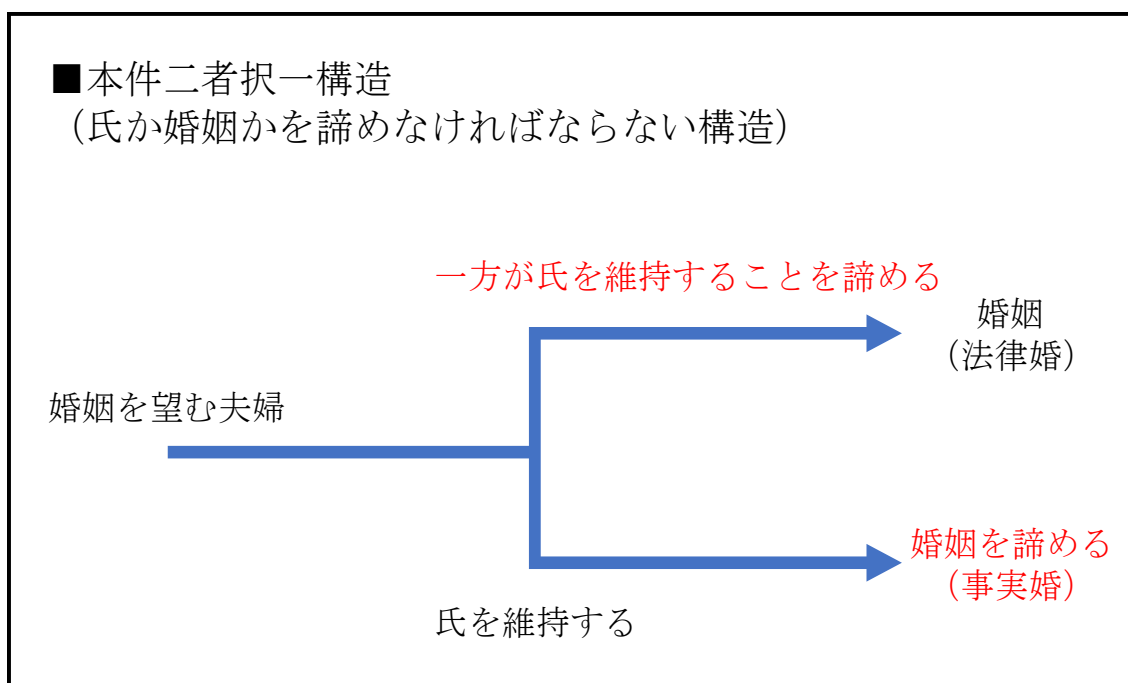 ■本件二者択一構造
（氏か婚姻かを諦めなければならない構造）
一方が氏を維持することを諦める
婚姻
（法律婚）
婚姻を望む夫婦
婚姻を諦める
（事実婚）
氏を維持する